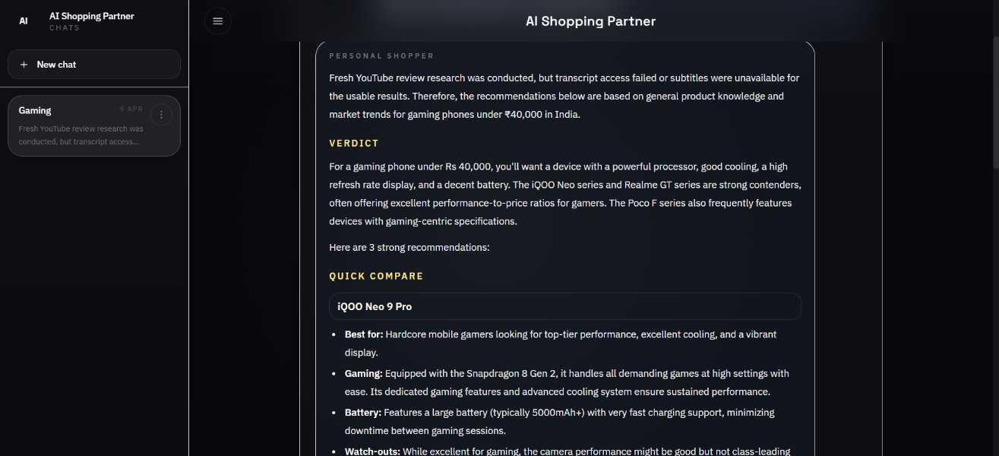 AI
AI Shopping Partner
CHATS
+ New chat
Gaming
9 APR
Fresh YouTube review research was
conducted, but transcript access...
AI Shopping Partner
PERSONAL SHOPPER
Fresh YouTube review research was conducted, but transcript access failed or subtitles were unavailable for
the usable results. Therefore, the recommendations below are based on general product knowledge and
market trends for gaming phones under ₹40,000 in India.
VERDICT
For a gaming phone under Rs 40,000, you'll want a device with a powerful processor, good cooling, a high
refresh rate display, and a decent battery. The iQOO Neo series and Realme GT series are strong contenders,
often offering excellent performance-to-price ratios for gamers. The Poco F series also frequently features
devices with gaming-centric specifications.
Here are 3 strong recommendations:
QUICK COMPARE
iQOO Neo 9 Pro
• Best for: Hardcore mobile gamers looking for top-tier performance, excellent cooling, and a vibrant
display.
• Gaming: Equipped with the Snapdragon 8 Gen 2, it handles all demanding games at high settings with
ease. Its dedicated gaming features and advanced cooling system ensure sustained performance.
• Battery: Features a large battery (typically 5000mAh+) with very fast charging support, minimizing
downtime between gaming sessions.
• Watch-outs: While excellent for gaming, the camera performance might be good but not class-leading